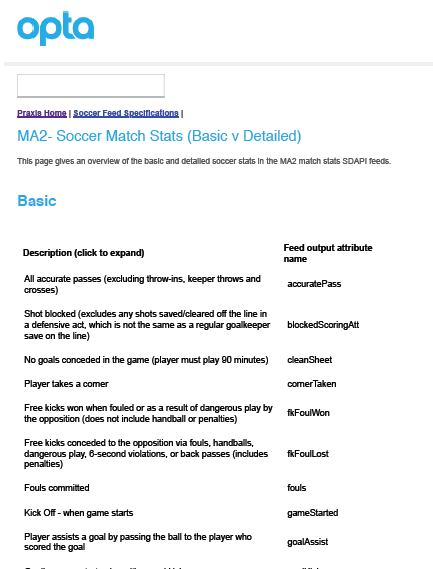 opta
Praxis Home | Soccer Feed Specifications |
MA2- Soccer Match Stats (Basic v Detailed)
This page gives an overview of the basic and detailed soccer stats in the MA2 match stats SDAPI feeds.
Basic
Description (click to expand)
Feed output attribute
name
All accurate passes (excluding throw-ins, keeper throws and
crosses)
accuratePass
Shot blocked (excludes any shots saved/cleared off the line in
a defensive act, which is not the same as a regular goalkeeper
save on the line)
blockedScoringAtt
No goals conceded in the game (player must play 90 minutes)
cleanSheet
Player takes a corner
cornerTaken
Free kicks won when fouled or as a result of dangerous play by
the opposition (does not include handball or penalties)
fkFoulWon
Free kicks conceded to the opposition via fouls, handballs,
dangerous play, 6-second violations, or back passes (includes
penalties)
fkFoulLost
Fouls committed
fouls
Kick Off - when game starts
gameStarted
Player assists a goal by passing the ball to the player who
scored the goal
goalAssist